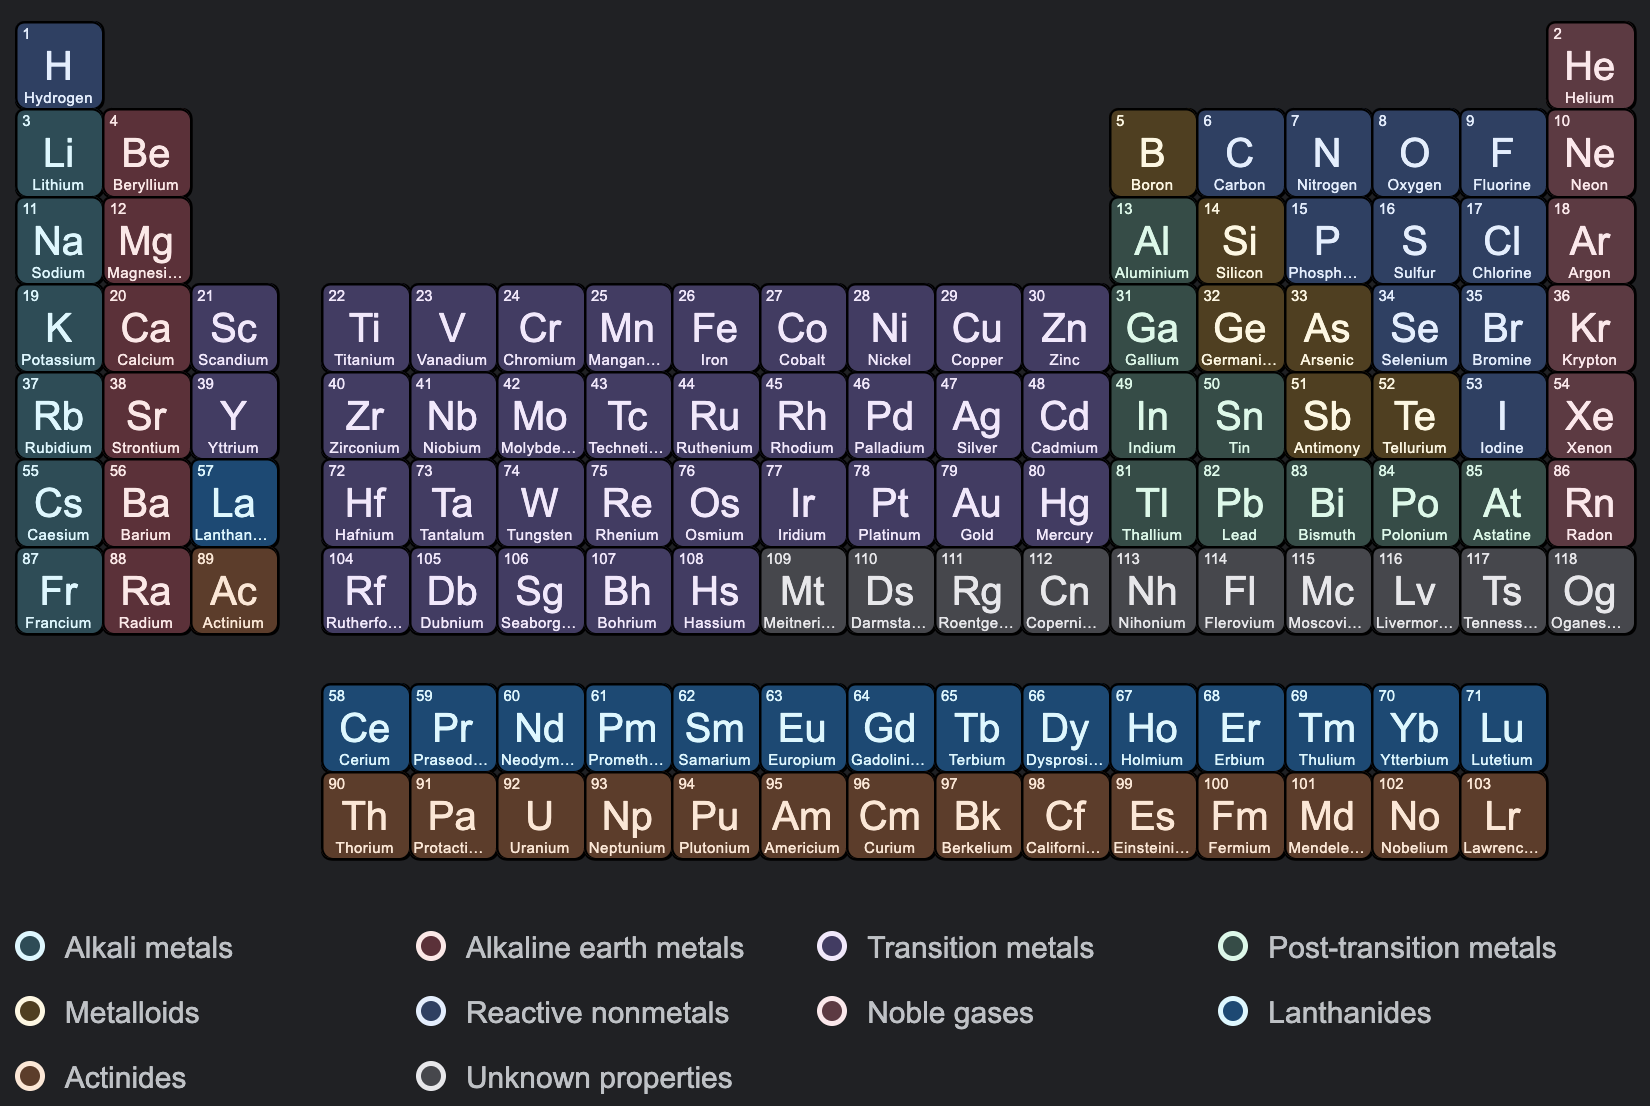 1 2
H He
Hydrogen Helium
3 4 5 6 7 8 9 10
Li Be B C N O F Ne
Lithium Beryllium Boron Carbon Nitrogen Oxygen Fluorine Neon
11 12 13 14 15 16 17 18
Na Mg Al Si P S Cl Ar
Sodium Magnesi... Aluminium Silicon Phosph... Sulfur Chlorine Argon
19 20 21 22 23 24 25 26 27 28 29 30 31 32 33 34 35 36
K Ca Sc Ti V Cr Mn Fe Co Ni Cu Zn Ga Ge As Se Br Kr
Potassium Calcium Scandium Titanium Vanadium Chromium Mangan... Iron Cobalt Nickel Copper Zinc Gallium Germani... Arsenic Selenium Bromine Krypton
37 38 39 40 41 42 43 44 45 46 47 48 49 50 51 52 53 54
Rb Sr Y Zr Nb Mo Tc Ru Rh Pd Ag Cd In Sn Sb Te I Xe
Rubidium Strontium Yttrium Zirconium Niobium Molybde... Techneti... Ruthenium Rhodium Palladium Silver Cadmium Indium Tin Antimony Tellurium Iodine Xenon
55 56 57 72 73 74 75 76 77 78 79 80 81 82 83 84 85 86
Cs Ba La Hf Ta W Re Os Ir Pt Au Hg Tl Pb Bi Po At Rn
Caesium Barium Lanthan... Hafnium Tantalum Tungsten Rhenium Osmium Iridium Platinum Gold Mercury Thallium Lead Bismuth Polonium Astatine Radon
87 88 89 104 105 106 107 108 109 110 111 112 113 114 115 116 117 118
Fr Ra Ac Rf Db Sg Bh Hs Mt Ds Rg Cn Nh Fl Mc Lv Ts Og
Francium Radium Actinium Rutherfo... Dubnium Seaborg... Bohrium Hassium Meitneri... Darmsta... Roentge... Coperni... Nihonium Flerovium Moscovi... Livermor... Tenness... Oganes...
58 59 60 61 62 63 64 65 66 67 68 69 70 71
Ce Pr Nd Pm Sm Eu Gd Tb Dy Ho Er Tm Yb Lu
Cerium Praseod... Neodym... Prometh... Samarium Europium Gadolini... Terbium Dysprosi... Holmium Erbium Thulium Ytterbium Lutetium
90 91 92 93 94 95 96 97 98 99 100 101 102 103
Th Pa U Np Pu Am Cm Bk Cf Es Fm Md No Lr
Thorium Protacti... Uranium Neptunium Plutonium Americium Curium Berkelium Californi... Einsteini... Fermium Mendele... Nobelium Lawrenc...
Alkali metals Alkaline earth metals Transition metals Post-transition metals
Metalloids Reactive nonmetals Noble gases Lanthanides
Actinides Unknown properties